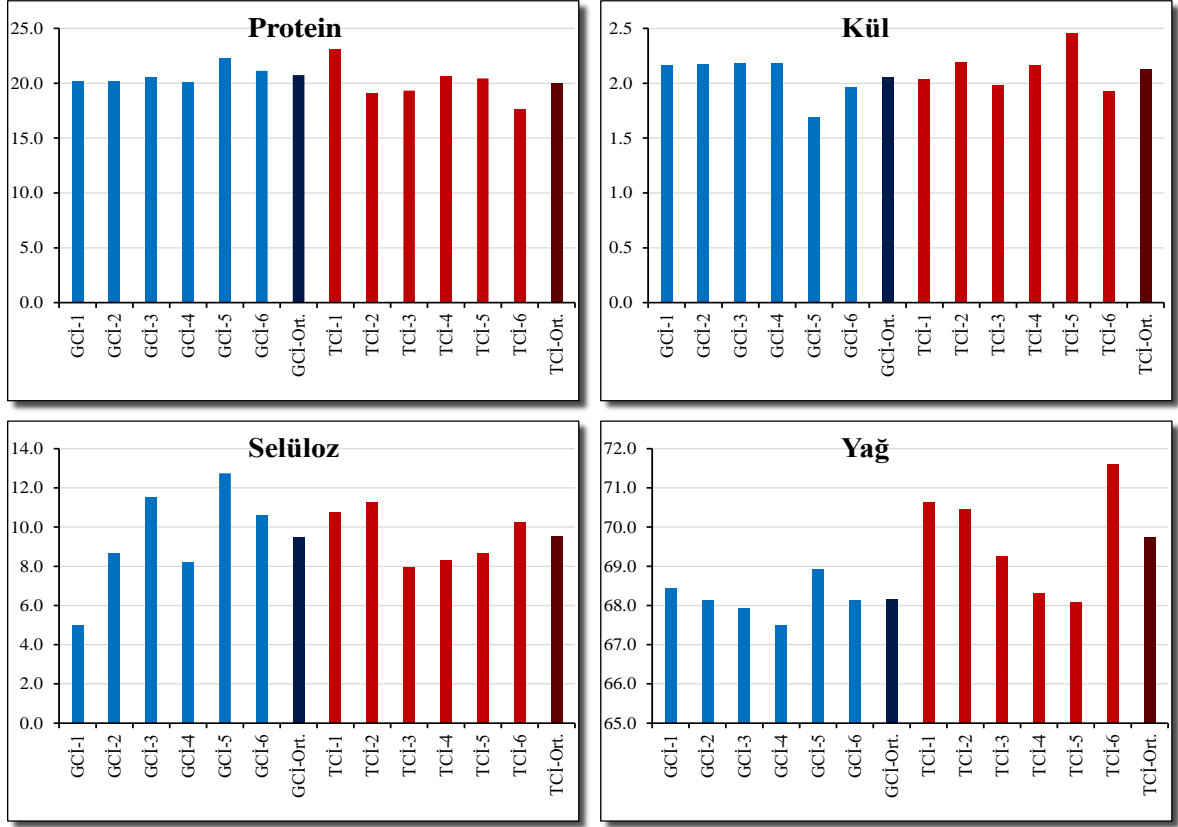 Protein
25.0
20.0
15.0
10.0
5.0
0.0
GCİ-1
GCİ-2
GCİ-3
GCİ-4
GCİ-5
GCİ-6
GCİ-Ort.
TCİ-1
TCİ-2
TCİ-3
TCİ-4
TCİ-5
TCİ-6
TCİ-Ort.
Kül
2.5
2.0
1.5
1.0
0.5
0.0
GCİ-1
GCİ-2
GCİ-3
GCİ-4
GCİ-5
GCİ-6
GCİ-Ort.
TCİ-1
TCİ-2
TCİ-3
TCİ-4
TCİ-5
TCİ-6
TCİ-Ort.
Selüloz
14.0
12.0
10.0
8.0
6.0
4.0
2.0
0.0
GCİ-1
GCİ-2
GCİ-3
GCİ-4
GCİ-5
GCİ-6
GCİ-Ort.
TCİ-1
TCİ-2
TCİ-3
TCİ-4
TCİ-5
TCİ-6
TCİ-Ort.
Yağ
72.0
71.0
70.0
69.0
68.0
67.0
66.0
65.0
GCİ-1
GCİ-2
GCİ-3
GCİ-4
GCİ-5
GCİ-6
GCİ-Ort.
TCİ-1
TCİ-2
TCİ-3
TCİ-4
TCİ-5
TCİ-6
TCİ-Ort.